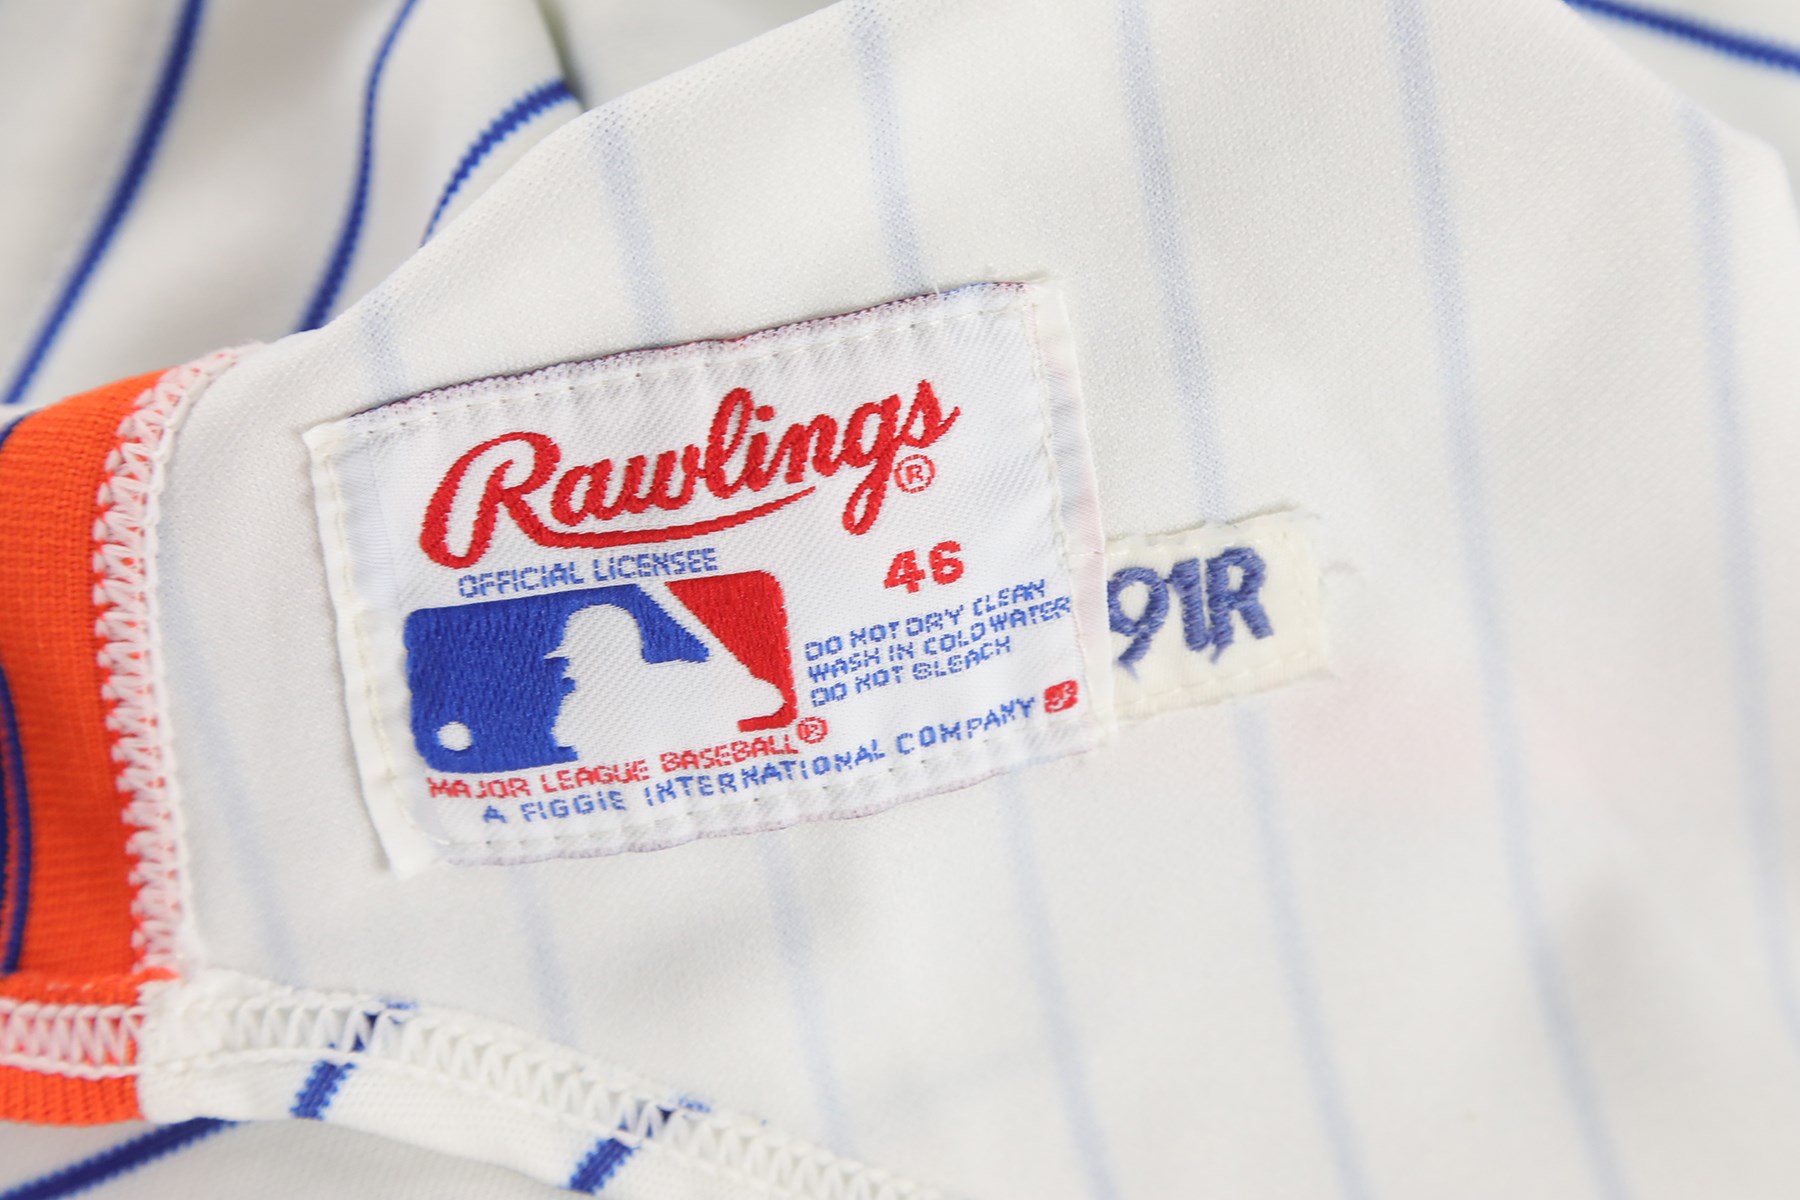 Rawlings®
46
OFFICIAL LICENSEE
DO NOT DRY CLEAN
WASH IN COLD WATER
DO NOT BLEACH
MAJOR LEAGUE BASEBALL®
A FIGGIE INTERNATIONAL COMPANY
91R